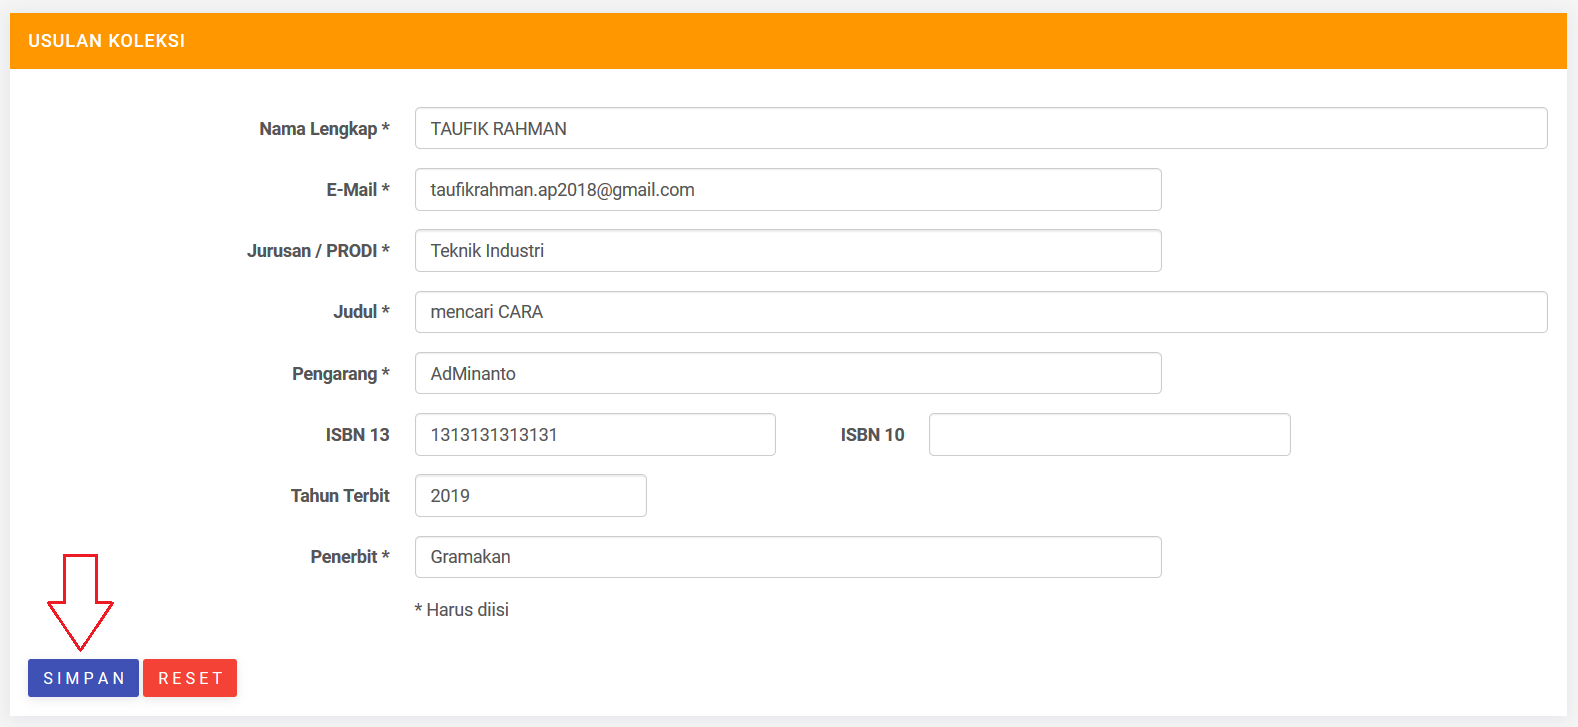 USULAN KOLEKSI
Nama Lengkap * TAUFIK RAHMAN
E-Mail * taufikrahman.ap2018@gmail.com
Jurusan / PRODI * Teknik Industri
Judul * mencari CARA
Pengarang * AdMinanto
ISBN 13 1313131313131 ISBN 10
Tahun Terbit 2019
Penerbit * Gramakan
* Harus diisi
SIMPAN RESET